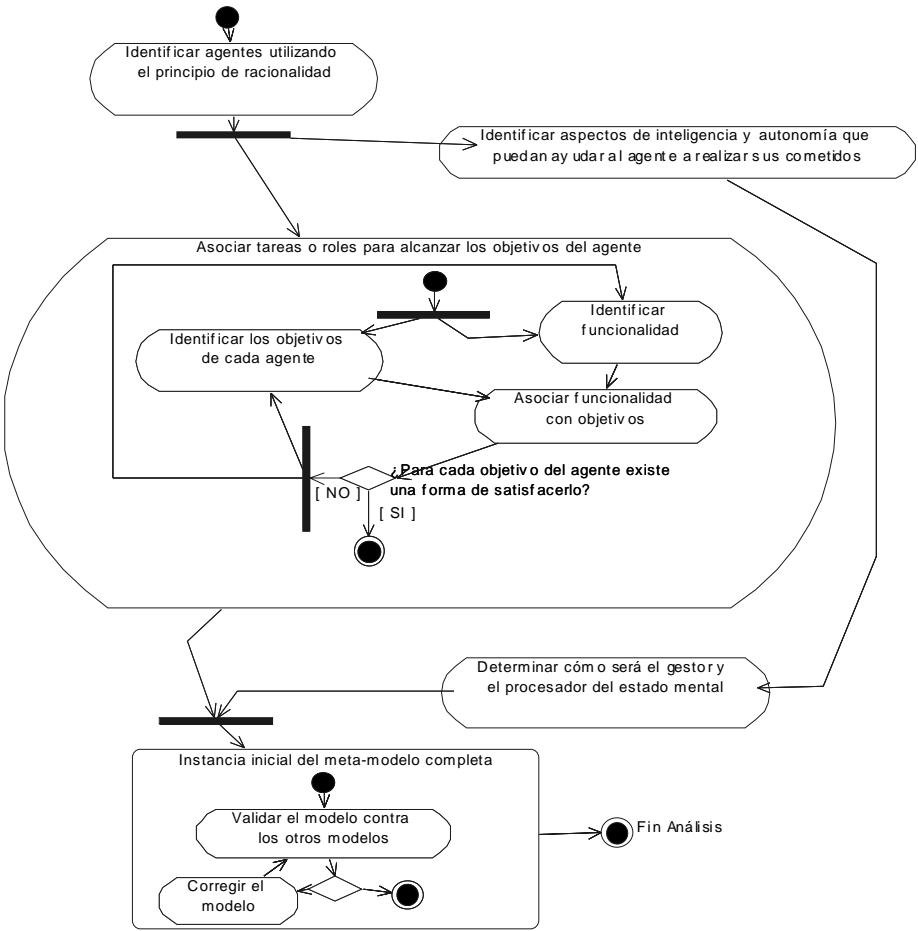 Identificar agentes utilizando
el principio de racionalidad
Identificar aspectos de inteligencia y autonomía que
puedan ayudar al agente a realizar sus cometidos
Asociar tareas o roles para alcanzar los objetivos del agente
Identificar
funcionalidad
Identificar los objetivos
de cada agente
Asociar funcionalidad
con objetivos
¿Para cada objetivo del agente existe
una forma de satisfacerlo?
[ NO ]
[ SI ]
Determinar cómo será el gestor y
el procesador del estado mental
Instancia inicial del meta-modelo completa
Validar el modelo contra
los otros modelos
Fin Análisis
Corregir el
modelo